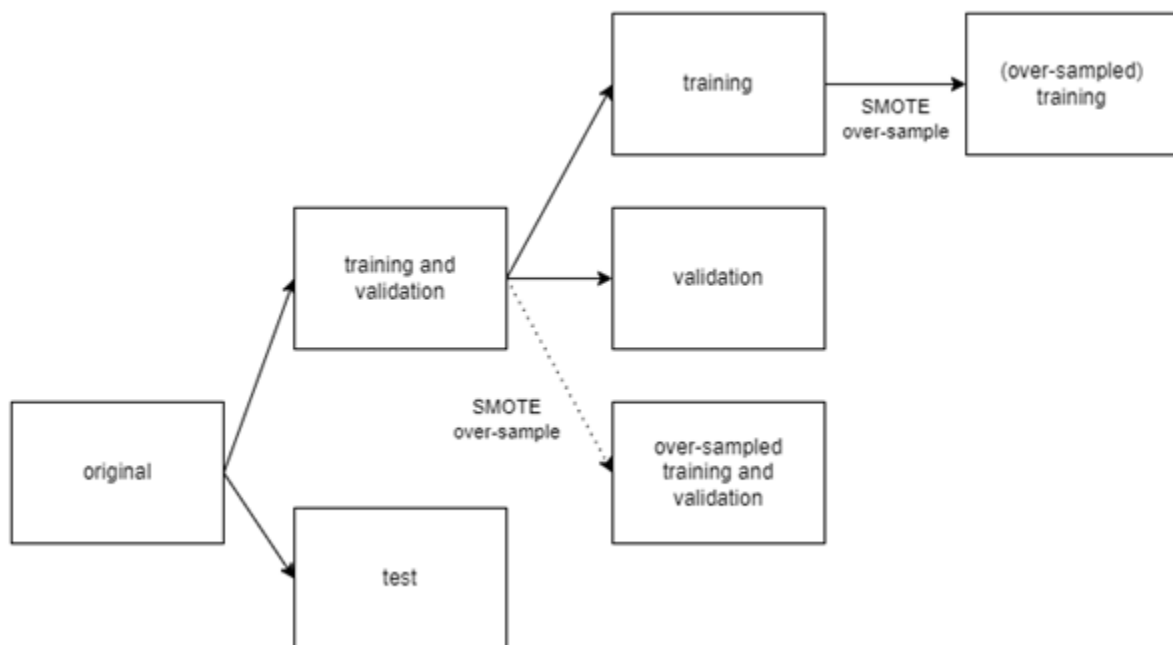 training
SMOTE
over-sample
(over-sampled)
training
training and
validation
validation
SMOTE
over-sample
over-sampled
training and
validation
original
test